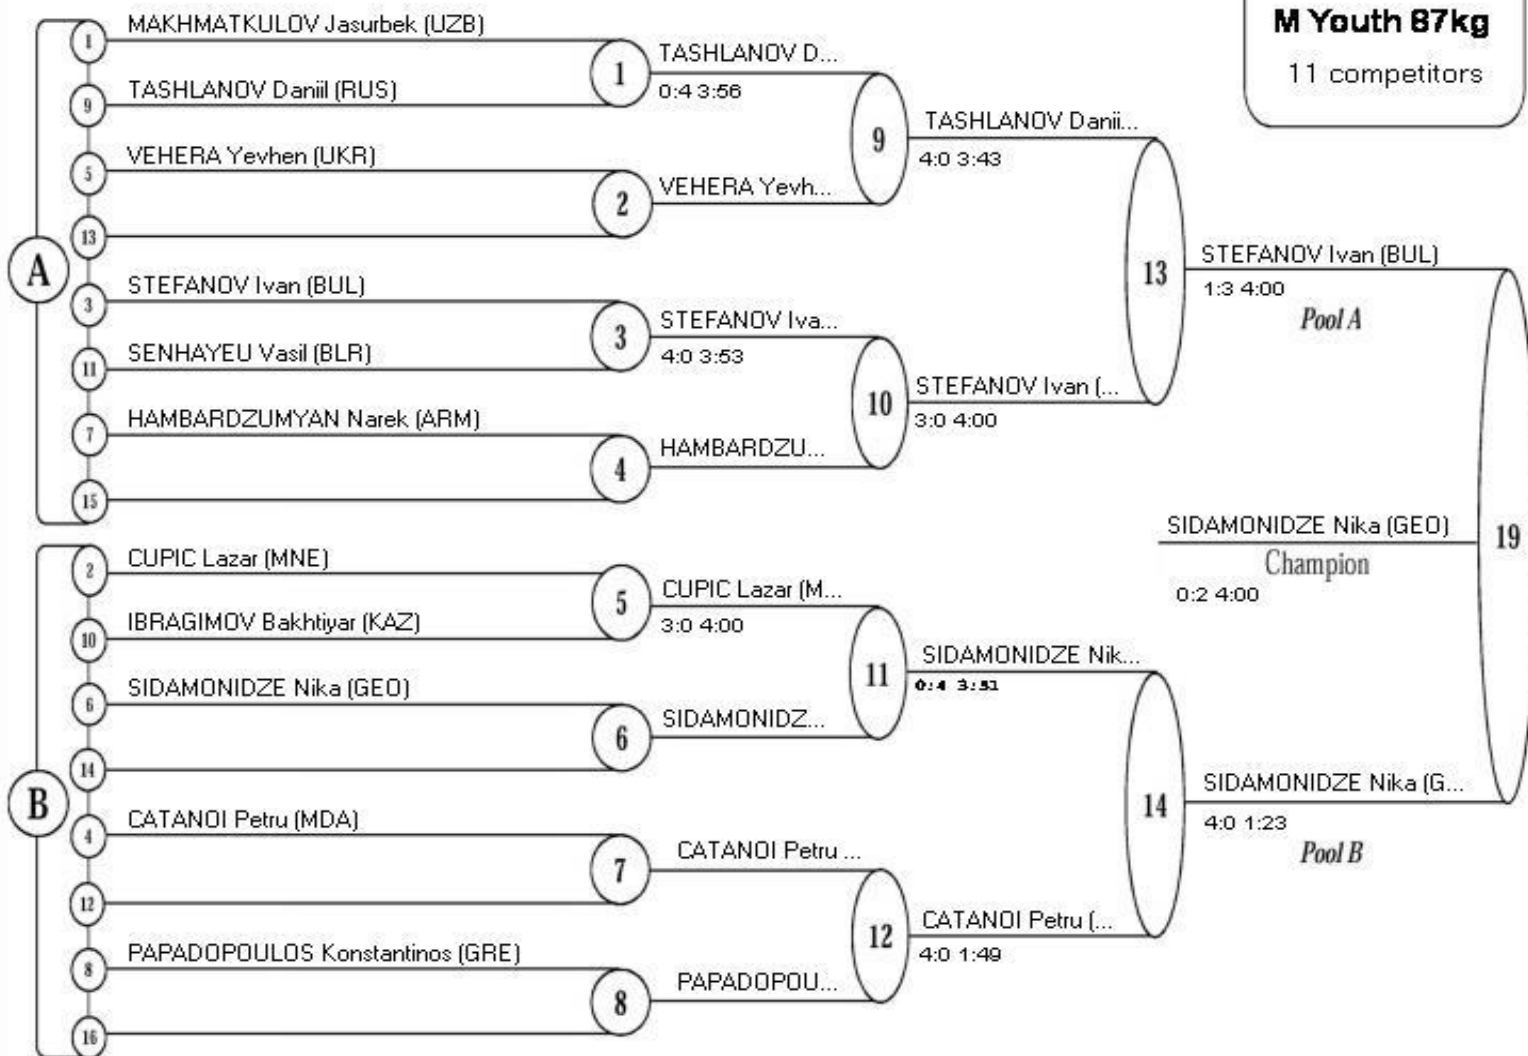 M Youth 87kg
11 competitors
A
1
MAKHMATKULOV Jasurbek (UZB)
9
TASHLANOV Daniil (RUS)
1
TASHLANOV D...
0:4 3:56
5
VEHERA Yevhen (UKR)
13
2
VEHERA Yevh...
9
TASHLANOV Danii...
4:0 3:43
3
STEFANOV Ivan (BUL)
11
SENHAYEU Vasil (BLR)
3
STEFANOV Iva...
4:0 3:53
7
HAMBARDZUMYAN Narek (ARM)
15
4
HAMBARDZU...
10
STEFANOV Ivan (...
3:0 4:00
13
STEFANOV Ivan (BUL)
1:3 4:00
Pool A
B
2
CUPIC Lazar (MNE)
10
IBRAGIMOV Bakhtiyar (KAZ)
5
CUPIC Lazar (M...
3:0 4:00
6
SIDAMONIDZE Nika (GEO)
14
6
SIDAMONIDZ...
11
SIDAMONIDZE Nik...
0:4 3:51
4
CATANOI Petru (MDA)
12
7
CATANOI Petru ...
8
PAPADOPOULOS Konstantinos (GRE)
16
8
PAPADOPOU...
12
CATANOI Petru (...
4:0 1:49
14
SIDAMONIDZE Nika (G...
4:0 1:23
Pool B
19
SIDAMONIDZE Nika (GEO)
Champion
0:2 4:00